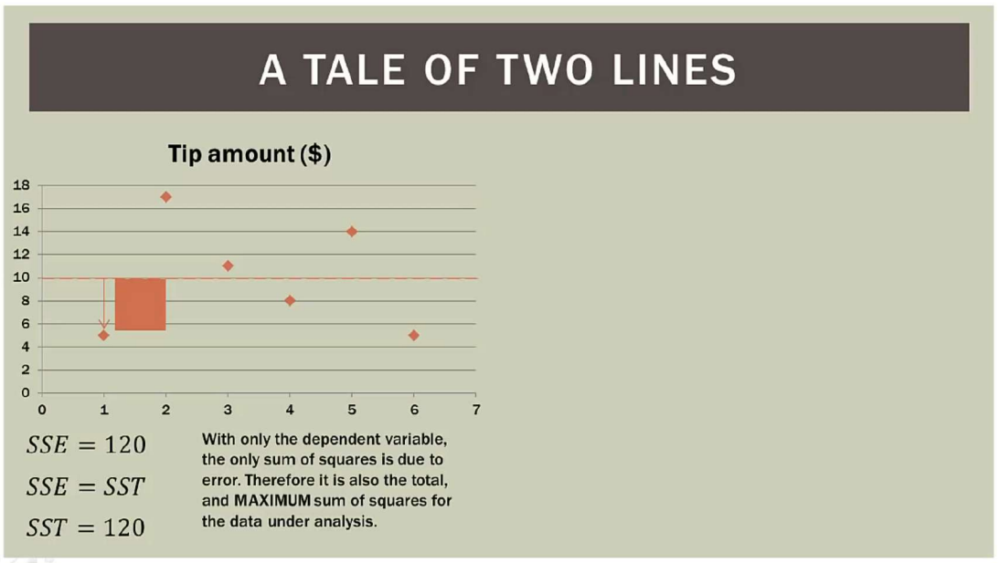 A TALE OF TWO LINES
Tip amount ($)
18
16
14
12
10
8
6
4
2
0
0 1 2 3 4 5 6 7
SSE = 120
SSE = SST
SST = 120
With only the dependent variable,
the only sum of squares is due to
error. Therefore it is also the total,
and MAXIMUM sum of squares for
the data under analysis.